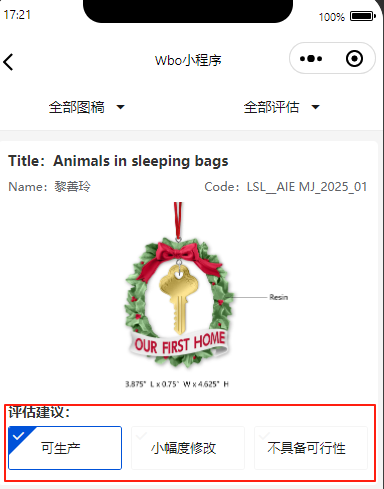 17:21
100%
Wbo小程序
全部图稿 全部评估
Title：Animals in sleeping bags
Name：黎善玲 Code：LSL__AIE MJ_2025_01
Resin
OUR FIRST HOME
3.875" L x 0.75" W x 4.625" H
评估建议：
可生产 小幅度修改 不具备可行性